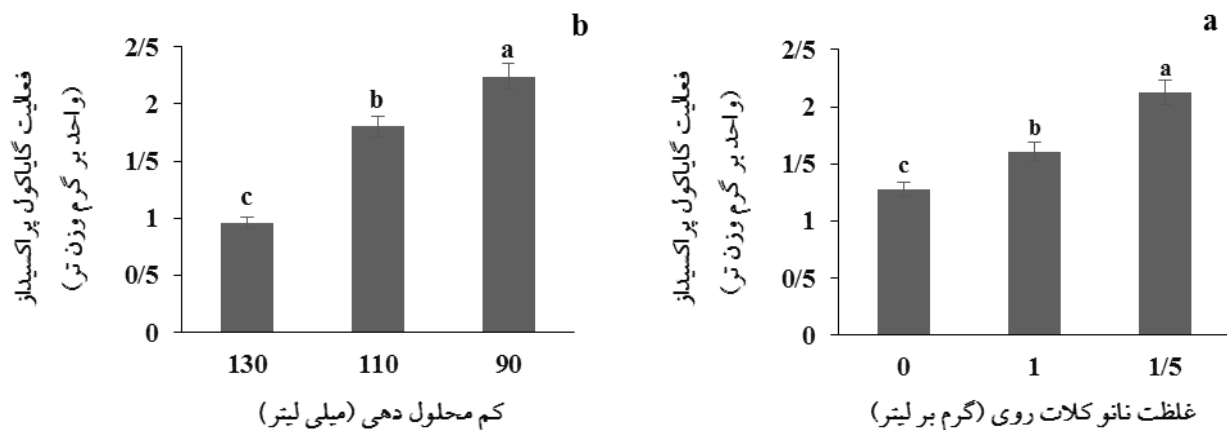 b
فعالیت گایاکول پراکسیداز
(واحد بر گرم وزن تر)
2/5
2
1/5
1
0/5
0
c
b
a
130 110 90
کم محلول دهی (میلی لیتر)
a
فعالیت گایاکول پراکسیداز
(واحد بر گرم وزن تر)
2/5
2
1/5
1
0/5
0
c
b
a
0 1 1/5
غلظت نانو کلات روی (گرم بر لیتر)